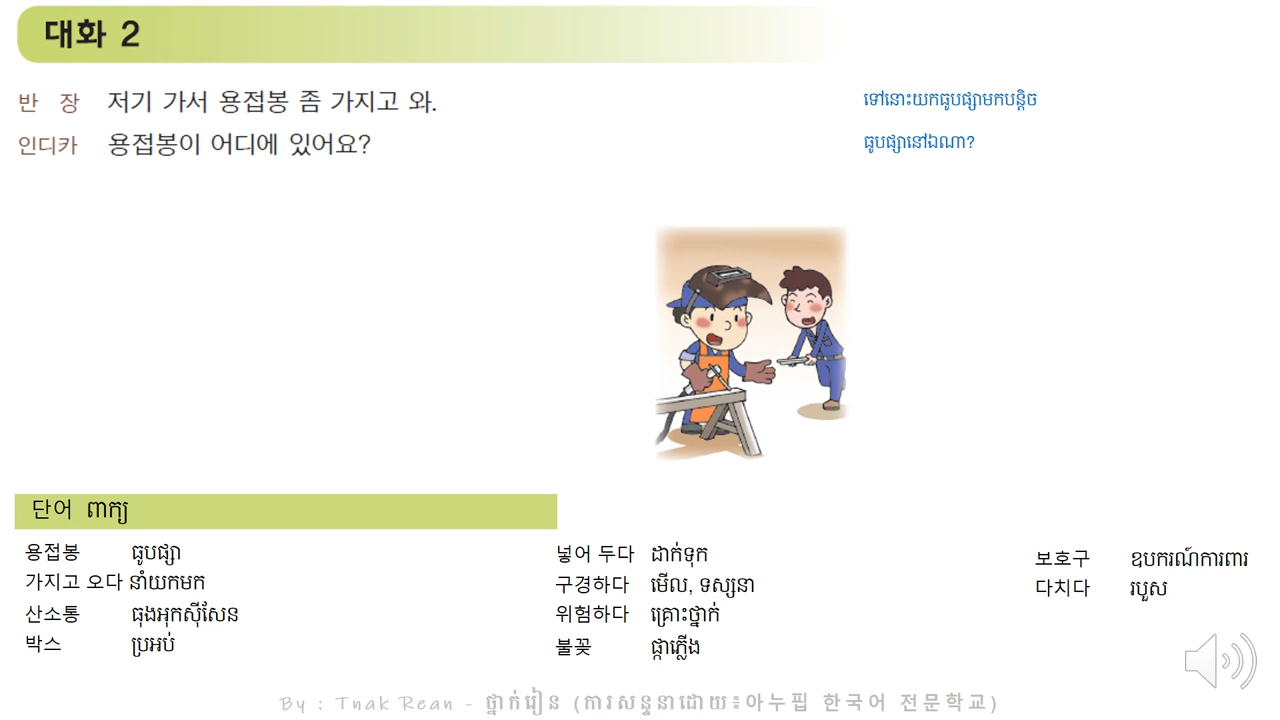 대화 2
반 장 저기 가서 용접봉 좀 가지고 와. ទៅនោះយកធូបផ្សាមកបន្តិច
인디카 용접봉이 어디에 있어요? ធូបផ្សានៅឯណា?
단어 ពាក្យ
용접봉 ធូបផ្សា
가지고 오다 នាំយកមក
산소통 ធុងអុកស៊ីសែន
박스 ប្រអប់
넣어 두다 ដាក់ទុក
구경하다 មើល, ទស្សនា
위험하다 គ្រោះថ្នាក់
불꽃 ផ្កាភ្លើង
보호구 ឧបករណ៍ការពារ
다치다 របួស
By : Tnak Rean - ថ្នាក់រៀន (ការសន្ទនាដោយ៖아누핍 한국어 전문학교)